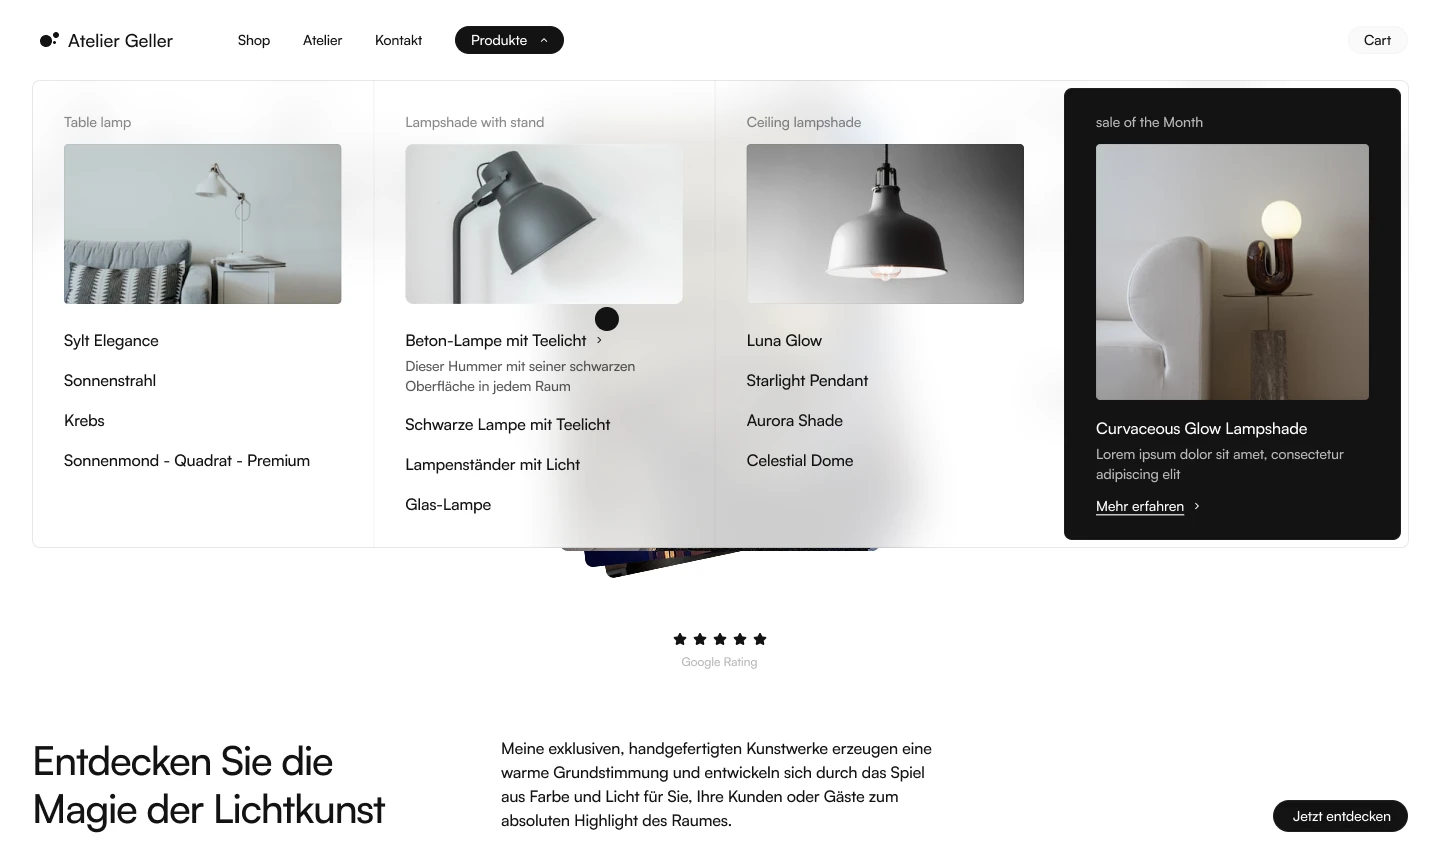 Atelier Geller
Shop
Atelier
Kontakt
Produkte
Cart
Table lamp
Sylt Elegance
Sonnenstrahl
Krebs
Sonnenmond - Quadrat - Premium
Lampshade with stand
Beton-Lampe mit Teelicht
Dieser Hummer mit seiner schwarzen
Oberfläche in jedem Raum
Schwarze Lampe mit Teelicht
Lampenständer mit Licht
Glas-Lampe
Ceiling lampshade
Luna Glow
Starlight Pendant
Aurora Shade
Celestial Dome
sale of the Month
Curvaceous Glow Lampshade
Lorem ipsum dolor sit amet, consectetur
adipiscing elit
Mehr erfahren
Google Rating
Entdecken Sie die
Magie der Lichtkunst
Meine exklusiven, handgefertigten Kunstwerke erzeugen eine
warme Grundstimmung und entwickeln sich durch das Spiel
aus Farbe und Licht für Sie, Ihre Kunden oder Gäste zum
absoluten Highlight des Raumes.
Jetzt entdecken